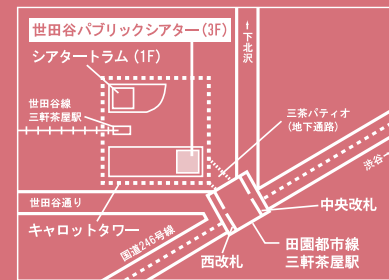 世田谷パブリックシアター(3F)
シアタートラム (1F)
↑下北沢
世田谷線
三軒茶屋駅
三茶パティオ
(地下通路)
渋谷→
世田谷通り
中央改札
キャロットタワー
国道246号線
田園都市線
三軒茶屋駅
西改札